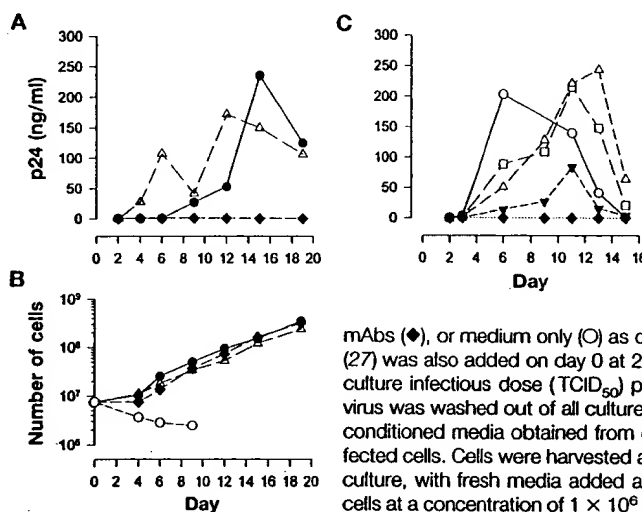 A
p24 (ng/ml)
300
250
200
150
100
50
0
0 2 4 6 8 10 12 14 16 18 20
B
Number of cells
10⁹
10⁸
10⁷
10⁶
0 2 4 6 8 10 12 14 16 18 20
Day
C
300
250
200
150
100
50
0
0 2 4 6 8 10 12 14 16
Day
mAbs (◆), or medium only (○) as
(27) was also added on day 0 at 2
culture infectious dose (TCID₅₀) p
virus was washed out of all culture
conditioned media obtained from
fected cells. Cells were harvested a
culture, with fresh media added a
cells at a concentration of 1 × 10⁶